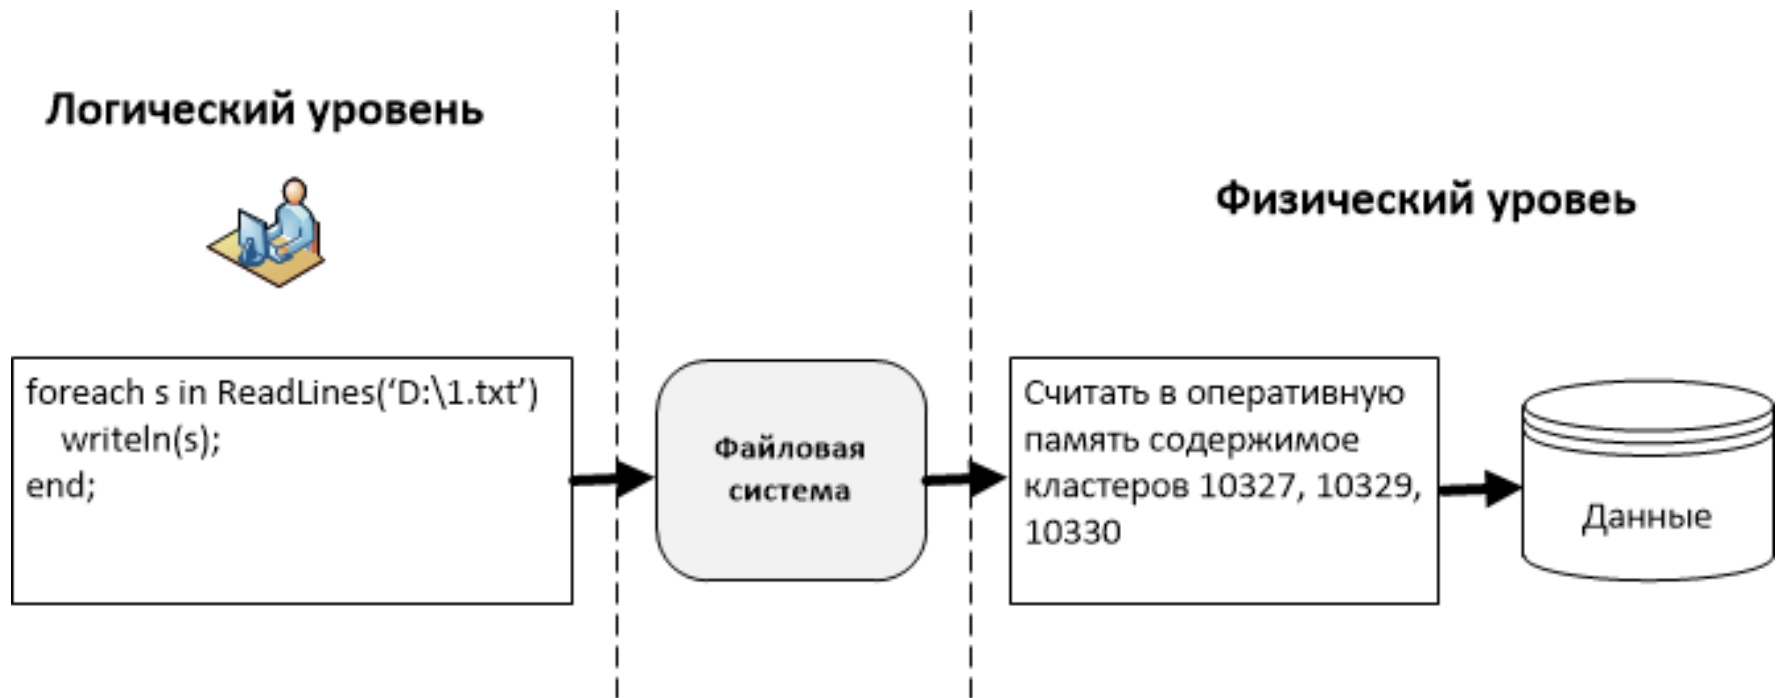 Логический уровень
Физический уровеь
foreach s in ReadLines(‘D:\1.txt’)
writeln(s);
end;
Файловая
система
Считать в оперативную
память содержимое
кластеров 10327, 10329,
10330
Данные